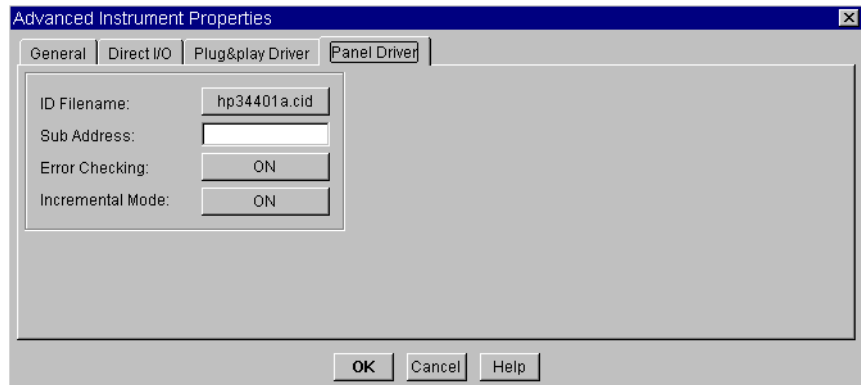 Advanced Instrument Properties
General Direct I/O Plug&play Driver Panel Driver
ID Filename: hp34401a.cid
Sub Address:
Error Checking: ON
Incremental Mode: ON
OK Cancel Help